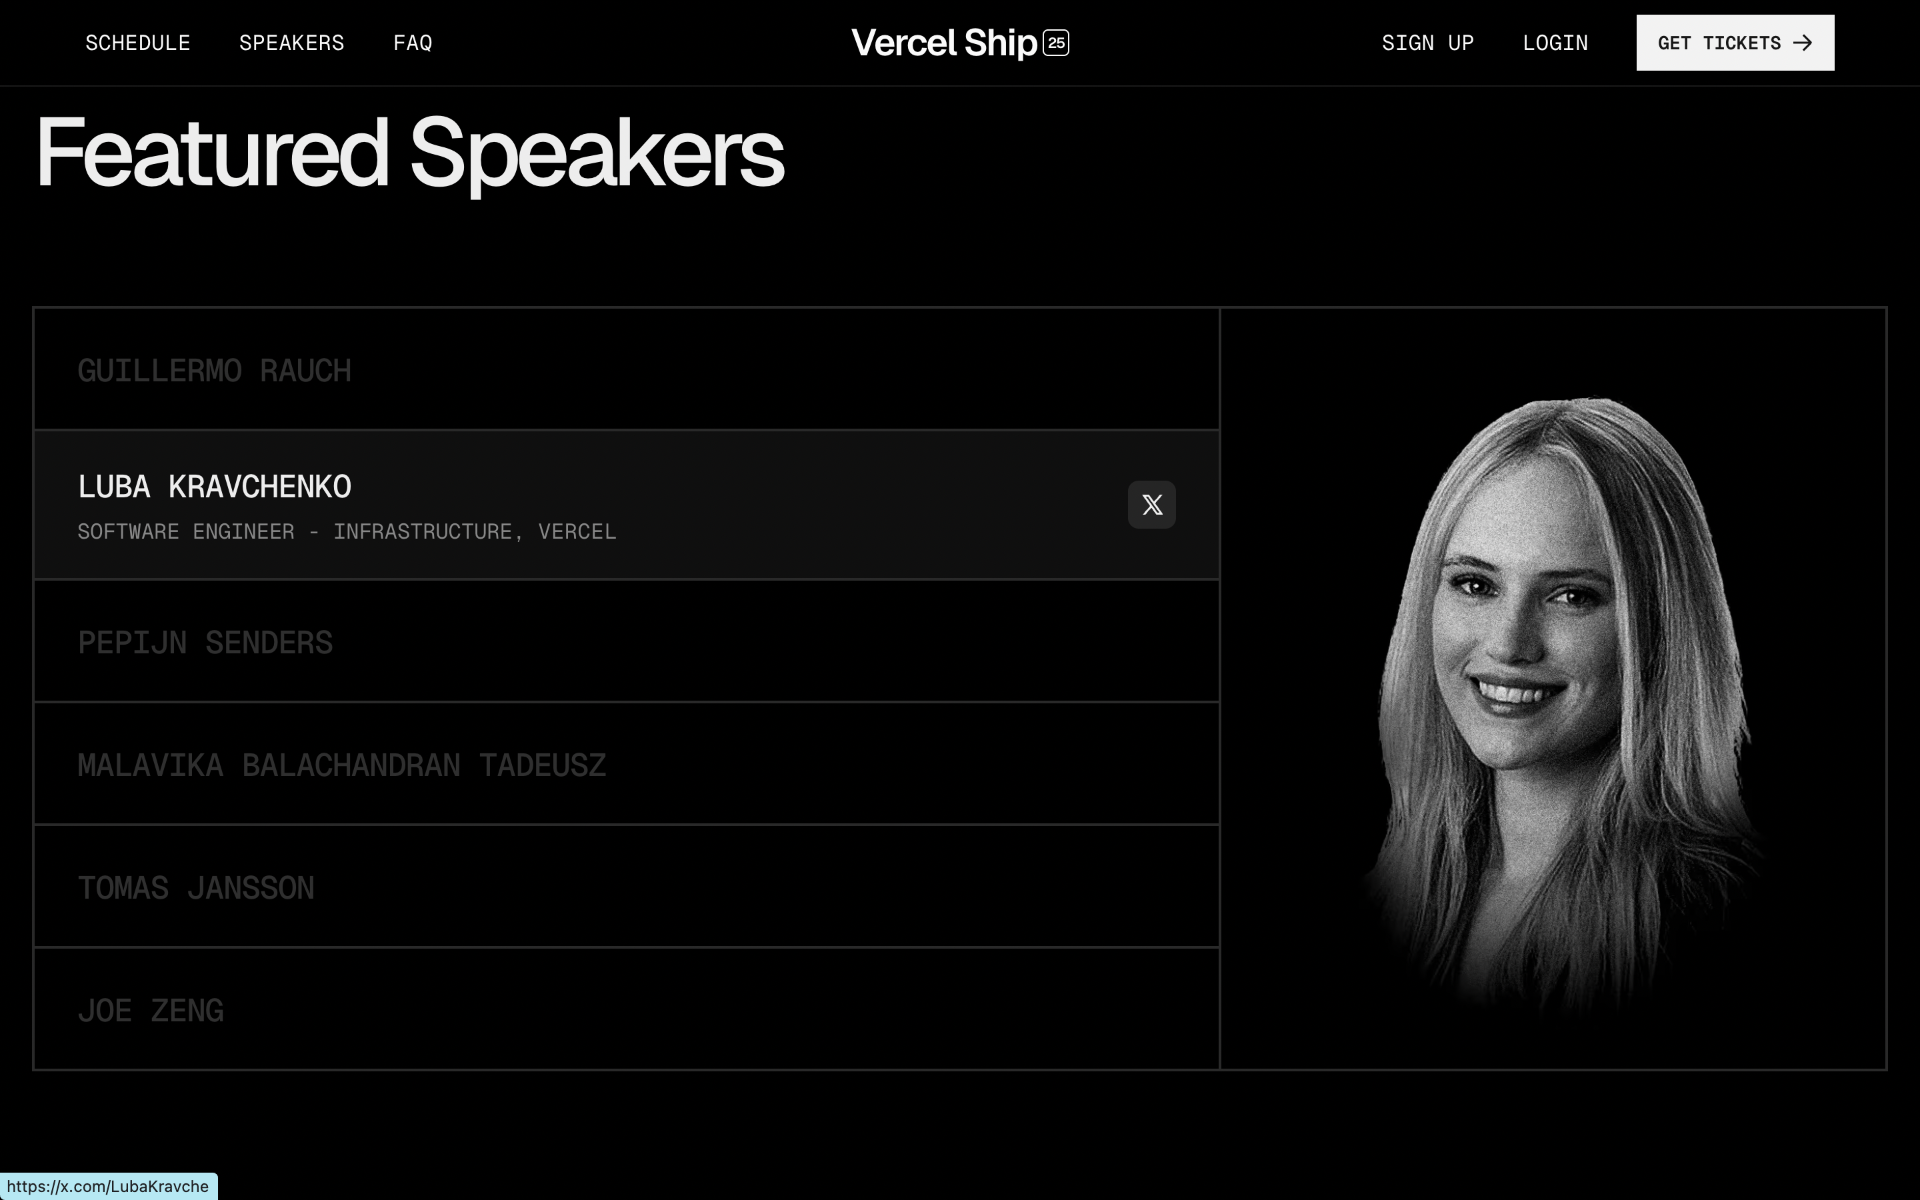 SCHEDULE SPEAKERS FAQ Vercel Ship 25 SIGN UP LOGIN GET TICKETS →
Featured Speakers
GUILLERMO RAUCH
LUBA KRAVCHENKO
SOFTWARE ENGINEER - INFRASTRUCTURE, VERCEL
PEPIJN SENDERS
MALAVIKA BALACHANDRAN TADEUSZ
TOMAS JANSSON
JOE ZENG
https://x.com/LubaKravche